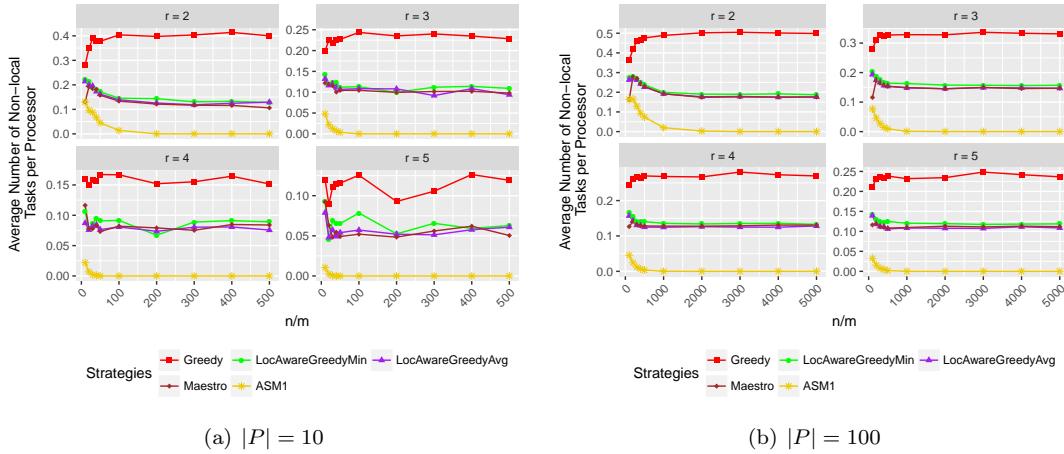 r = 2
r = 3
0.4
0.3
0.2
0.1
0.0
0.25
0.20
0.15
0.10
0.05
0.00
r = 4
r = 5
0.15
0.10
0.05
0.00
0.15
0.10
0.05
0.00
0
100
200
300
400
500
0
100
200
300
400
500
n/m
Average Number of Non−local
Tasks per Processor
Strategies
Greedy
LocAwareGreedyMin
LocAwareGreedyAvg
Maestro
ASM1
(a) |P| = 10
r = 2
r = 3
0.5
0.4
0.3
0.2
0.1
0.0
0.3
0.2
0.1
0.0
r = 4
r = 5
0.2
0.1
0.0
0.25
0.20
0.15
0.10
0.05
0.00
0
1000
2000
3000
4000
5000
0
1000
2000
3000
4000
5000
n/m
Average Number of Non−local
Tasks per Processor
Strategies
Greedy
LocAwareGreedyMin
LocAwareGreedyAvg
Maestro
ASM1
(b) |P| = 100